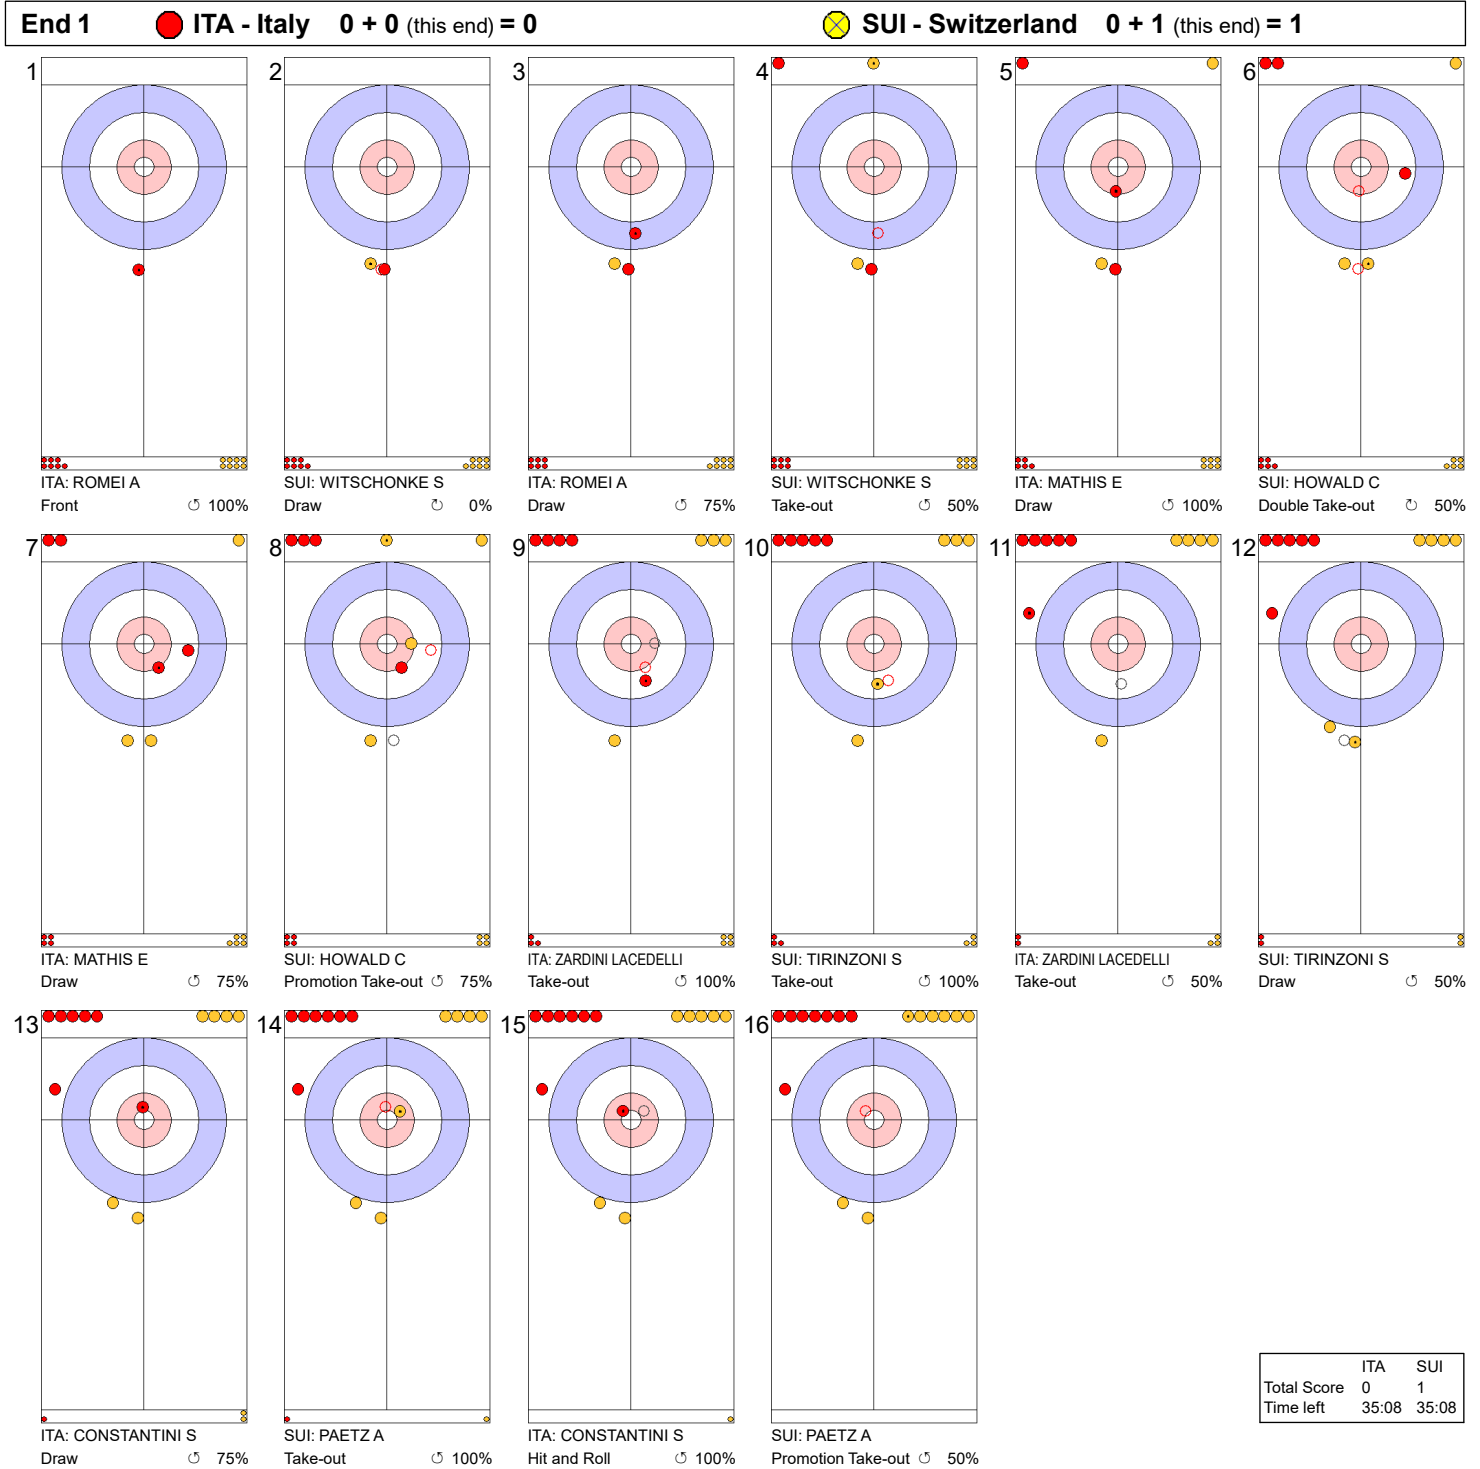 End 1 ITA - Italy 0 + 0 (this end) = 0 SUI - Switzerland 0 + 1 (this end) = 1
1 2 3 4 5 6
ITA: ROMEI A SUI: WITSCHONKE S ITA: ROMEI A SUI: WITSCHONKE S ITA: MATHIS E SUI: HOWALD C
Front ↺ 100% Draw ↻ 0% Draw ↺ 75% Take-out ↺ 50% Draw ↺ 100% Double Take-out ↻ 50%
7 8 9 10 11 12
ITA: MATHIS E SUI: HOWALD C ITA: ZARDINI LACEDELLI SUI: TIRINZONI S ITA: ZARDINI LACEDELLI SUI: TIRINZONI S
Draw ↺ 75% Promotion Take-out ↺ 75% Take-out ↺ 100% Take-out ↺ 100% Take-out ↺ 50% Draw ↺ 50%
13 14 15 16
ITA: CONSTANTINI S SUI: PAETZ A ITA: CONSTANTINI S SUI: PAETZ A
Draw ↺ 75% Take-out ↺ 100% Hit and Roll ↺ 100% Promotion Take-out ↺ 50%
ITA SUI
Total Score 0 1
Time left 35:08 35:08